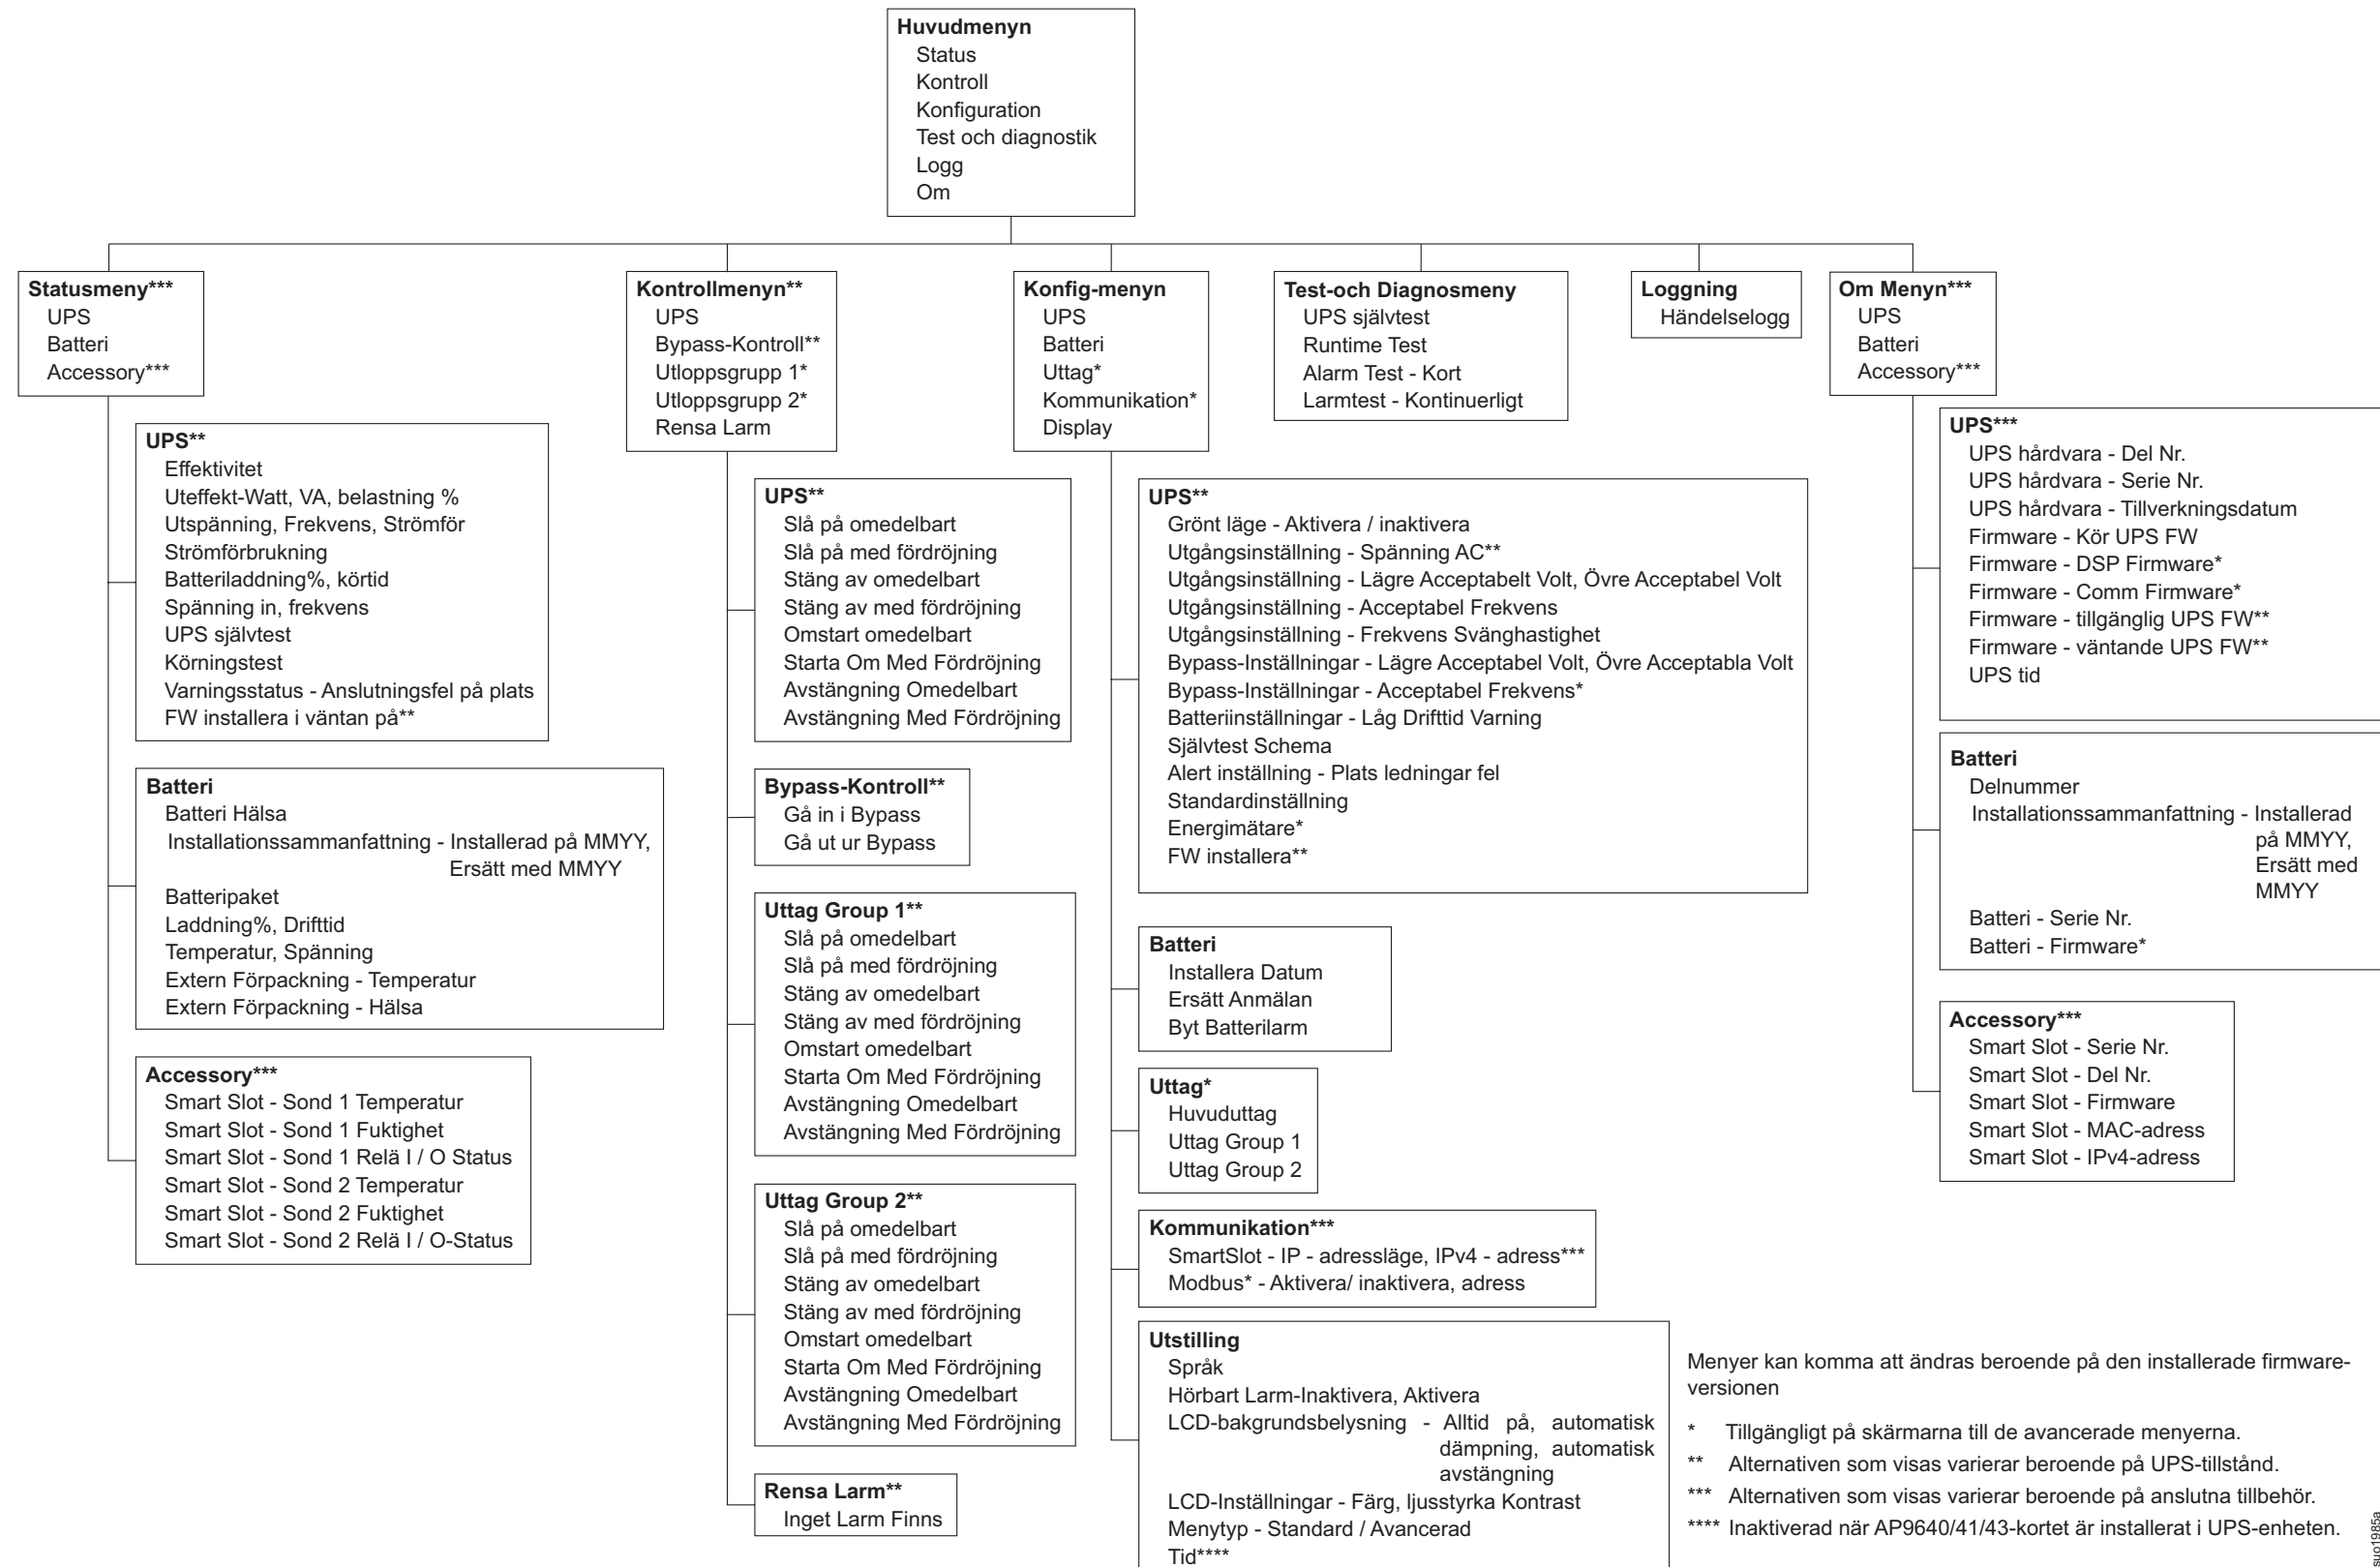 Huvudmenyn
Status
Kontroll
Konfiguration
Test och diagnostik
Logg
Om
Statusmeny***
UPS
Batteri
Accessory***
UPS**
Effektivitet
Uteffekt-Watt, VA, belastning %
Utspänning, Frekvens, Strömför
Strömförbrukning
Batteriladdning%, körtid
Spänning in, frekvens
UPS självtest
Körningstest
Varningsstatus - Anslutningsfel på plats
FW installera i väntan på**
Batteri
Batteri Hälsa
Installationssammanfattning - Installerad på MMYY,
Ersätt med MMYY
Batteripaket
Laddning%, Drifttid
Temperatur, Spänning
Extern Förpackning - Temperatur
Extern Förpackning - Hälsa
Accessory***
Smart Slot - Sond 1 Temperatur
Smart Slot - Sond 1 Fuktighet
Smart Slot - Sond 1 Relä I / O Status
Smart Slot - Sond 2 Temperatur
Smart Slot - Sond 2 Fuktighet
Smart Slot - Sond 2 Relä I / O-Status
Kontrollmenyn**
UPS
Bypass-Kontroll**
Utloppsgrupp 1*
Utloppsgrupp 2*
Rensa Larm
UPS**
Slå på omedelbart
Slå på med fördröjning
Stäng av omedelbart
Stäng av med fördröjning
Omstart omedelbart
Starta Om Med Fördröjning
Avstängning Omedelbart
Avstängning Med Fördröjning
Bypass-Kontroll**
Gå in i Bypass
Gå ut ur Bypass
Uttag Group 1**
Slå på omedelbart
Slå på med fördröjning
Stäng av omedelbart
Stäng av med fördröjning
Omstart omedelbart
Starta Om Med Fördröjning
Avstängning Omedelbart
Avstängning Med Fördröjning
Uttag Group 2**
Slå på omedelbart
Slå på med fördröjning
Stäng av omedelbart
Stäng av med fördröjning
Omstart omedelbart
Starta Om Med Fördröjning
Avstängning Omedelbart
Avstängning Med Fördröjning
Rensa Larm**
Inget Larm Finns
Konfig-menyn
UPS
Batteri
Uttag*
Kommunikation*
Display
UPS**
Grönt läge - Aktivera / inaktivera
Utgångsinställning - Spänning AC**
Utgångsinställning - Lägre Acceptabelt Volt, Övre Acceptabel Volt
Utgångsinställning - Acceptabel Frekvens
Utgångsinställning - Frekvens Svänghastighet
Bypass-Inställningar - Lägre Acceptabel Volt, Övre Acceptabla Volt
Bypass-Inställningar - Acceptabel Frekvens*
Batteriinställningar - Låg Drifttid Varning
Självtest Schema
Alert inställning - Plats ledningar fel
Standardinställning
Energimätare*
FW installera**
Batteri
Installera Datum
Ersätt Anmälan
Byt Batterilarm
Uttag*
Huvuduttag
Uttag Group 1
Uttag Group 2
Kommunikation***
SmartSlot - IP - adressläge, IPv4 - adress***
Modbus* - Aktivera/ inaktivera, adress
Utstilling
Språk
Hörbart Larm-Inaktivera, Aktivera
LCD-bakgrundsbelysning - Alltid på, automatisk
dämpning, automatisk
avstängning
LCD-Inställningar - Färg, ljusstyrka Kontrast
Menytyp - Standard / Avancerad
Tid****
Test-och Diagnosmeny
UPS självtest
Runtime Test
Alarm Test - Kort
Larmtest - Kontinuerligt
Loggning
Händelselogg
Om Menyn***
UPS
Batteri
Accessory***
UPS***
UPS hårdvara - Del Nr.
UPS hårdvara - Serie Nr.
UPS hårdvara - Tillverkningsdatum
Firmware - Kör UPS FW
Firmware - DSP Firmware*
Firmware - Comm Firmware*
Firmware - tillgänglig UPS FW**
Firmware - väntande UPS FW**
UPS tid
Batteri
Delnummer
Installationssammanfattning - Installerad
på MMYY,
Ersätt med
MMYY
Batteri - Serie Nr.
Batteri - Firmware*
Accessory***
Smart Slot - Serie Nr.
Smart Slot - Del Nr.
Smart Slot - Firmware
Smart Slot - MAC-adress
Smart Slot - IPv4-adress
Menyer kan komma att ändras beroende på den installerade firmware-
versionen
* Tillgängligt på skärmarna till de avancerade menyerna.
** Alternativen som visas varierar beroende på UPS-tillstånd.
*** Alternativen som visas varierar beroende på anslutna tillbehör.
**** Inaktiverad när AP9640/41/43-kortet är installerat i UPS-enheten.